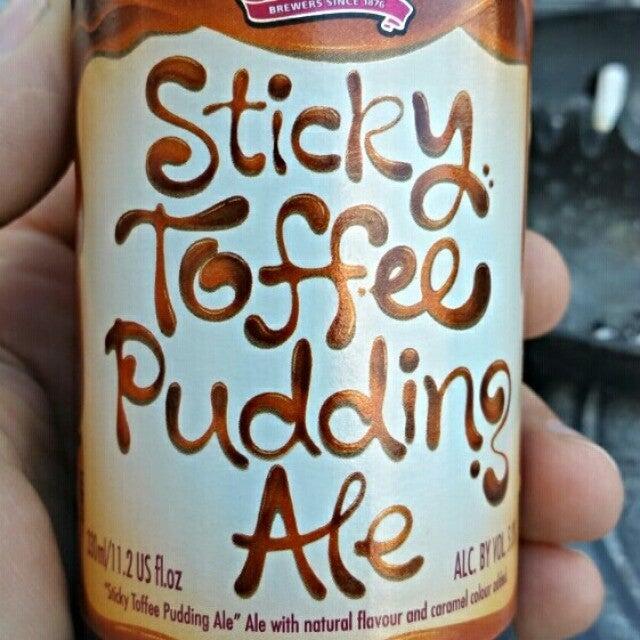 BREWERS SINCE 1876
Sticky
Toffee
Pudding
Ale
330ml/11.2 US fl.oz
ALC. BY VOL.
"Sticky Toffee Pudding Ale" Ale with natural flavour and caramel colour added